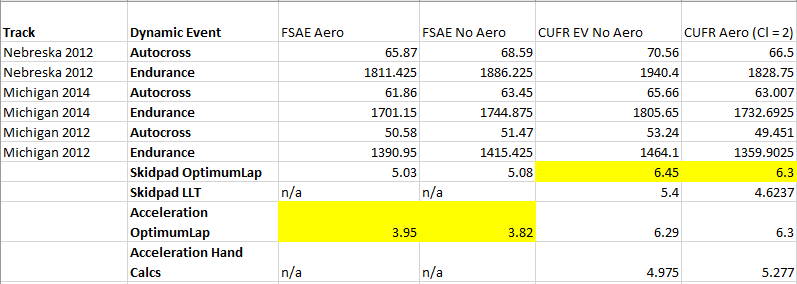 Track Dynamic Event FSAE Aero FSAE No Aero CUFR EV No Aero CUFR Aero (Cl = 2)
Nebreska 2012 Autocross 65.87 68.59 70.56 66.5
Nebreska 2012 Endurance 1811.425 1886.225 1940.4 1828.75
Michigan 2014 Autocross 61.86 63.45 65.66 63.007
Michigan 2014 Endurance 1701.15 1744.875 1805.65 1732.6925
Michigan 2012 Autocross 50.58 51.47 53.24 49.451
Michigan 2012 Endurance 1390.95 1415.425 1464.1 1359.9025
Skidpad OptimumLap 5.03 5.08 6.45 6.3
Skidpad LLT n/a n/a 5.4 4.6237
Acceleration
OptimumLap 3.95 3.82 6.29 6.3
Acceleration Hand
Calcs n/a n/a 4.975 5.277